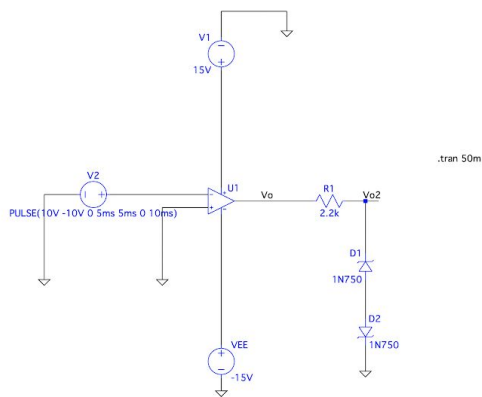 V1
15V
.tran 50m
V2
U1
Vo
R1
Vo2
PULSE(10V -10V 0 5ms 5ms 0 10ms)
2.2k
D1
1N750
D2
1N750
VEE
-15V